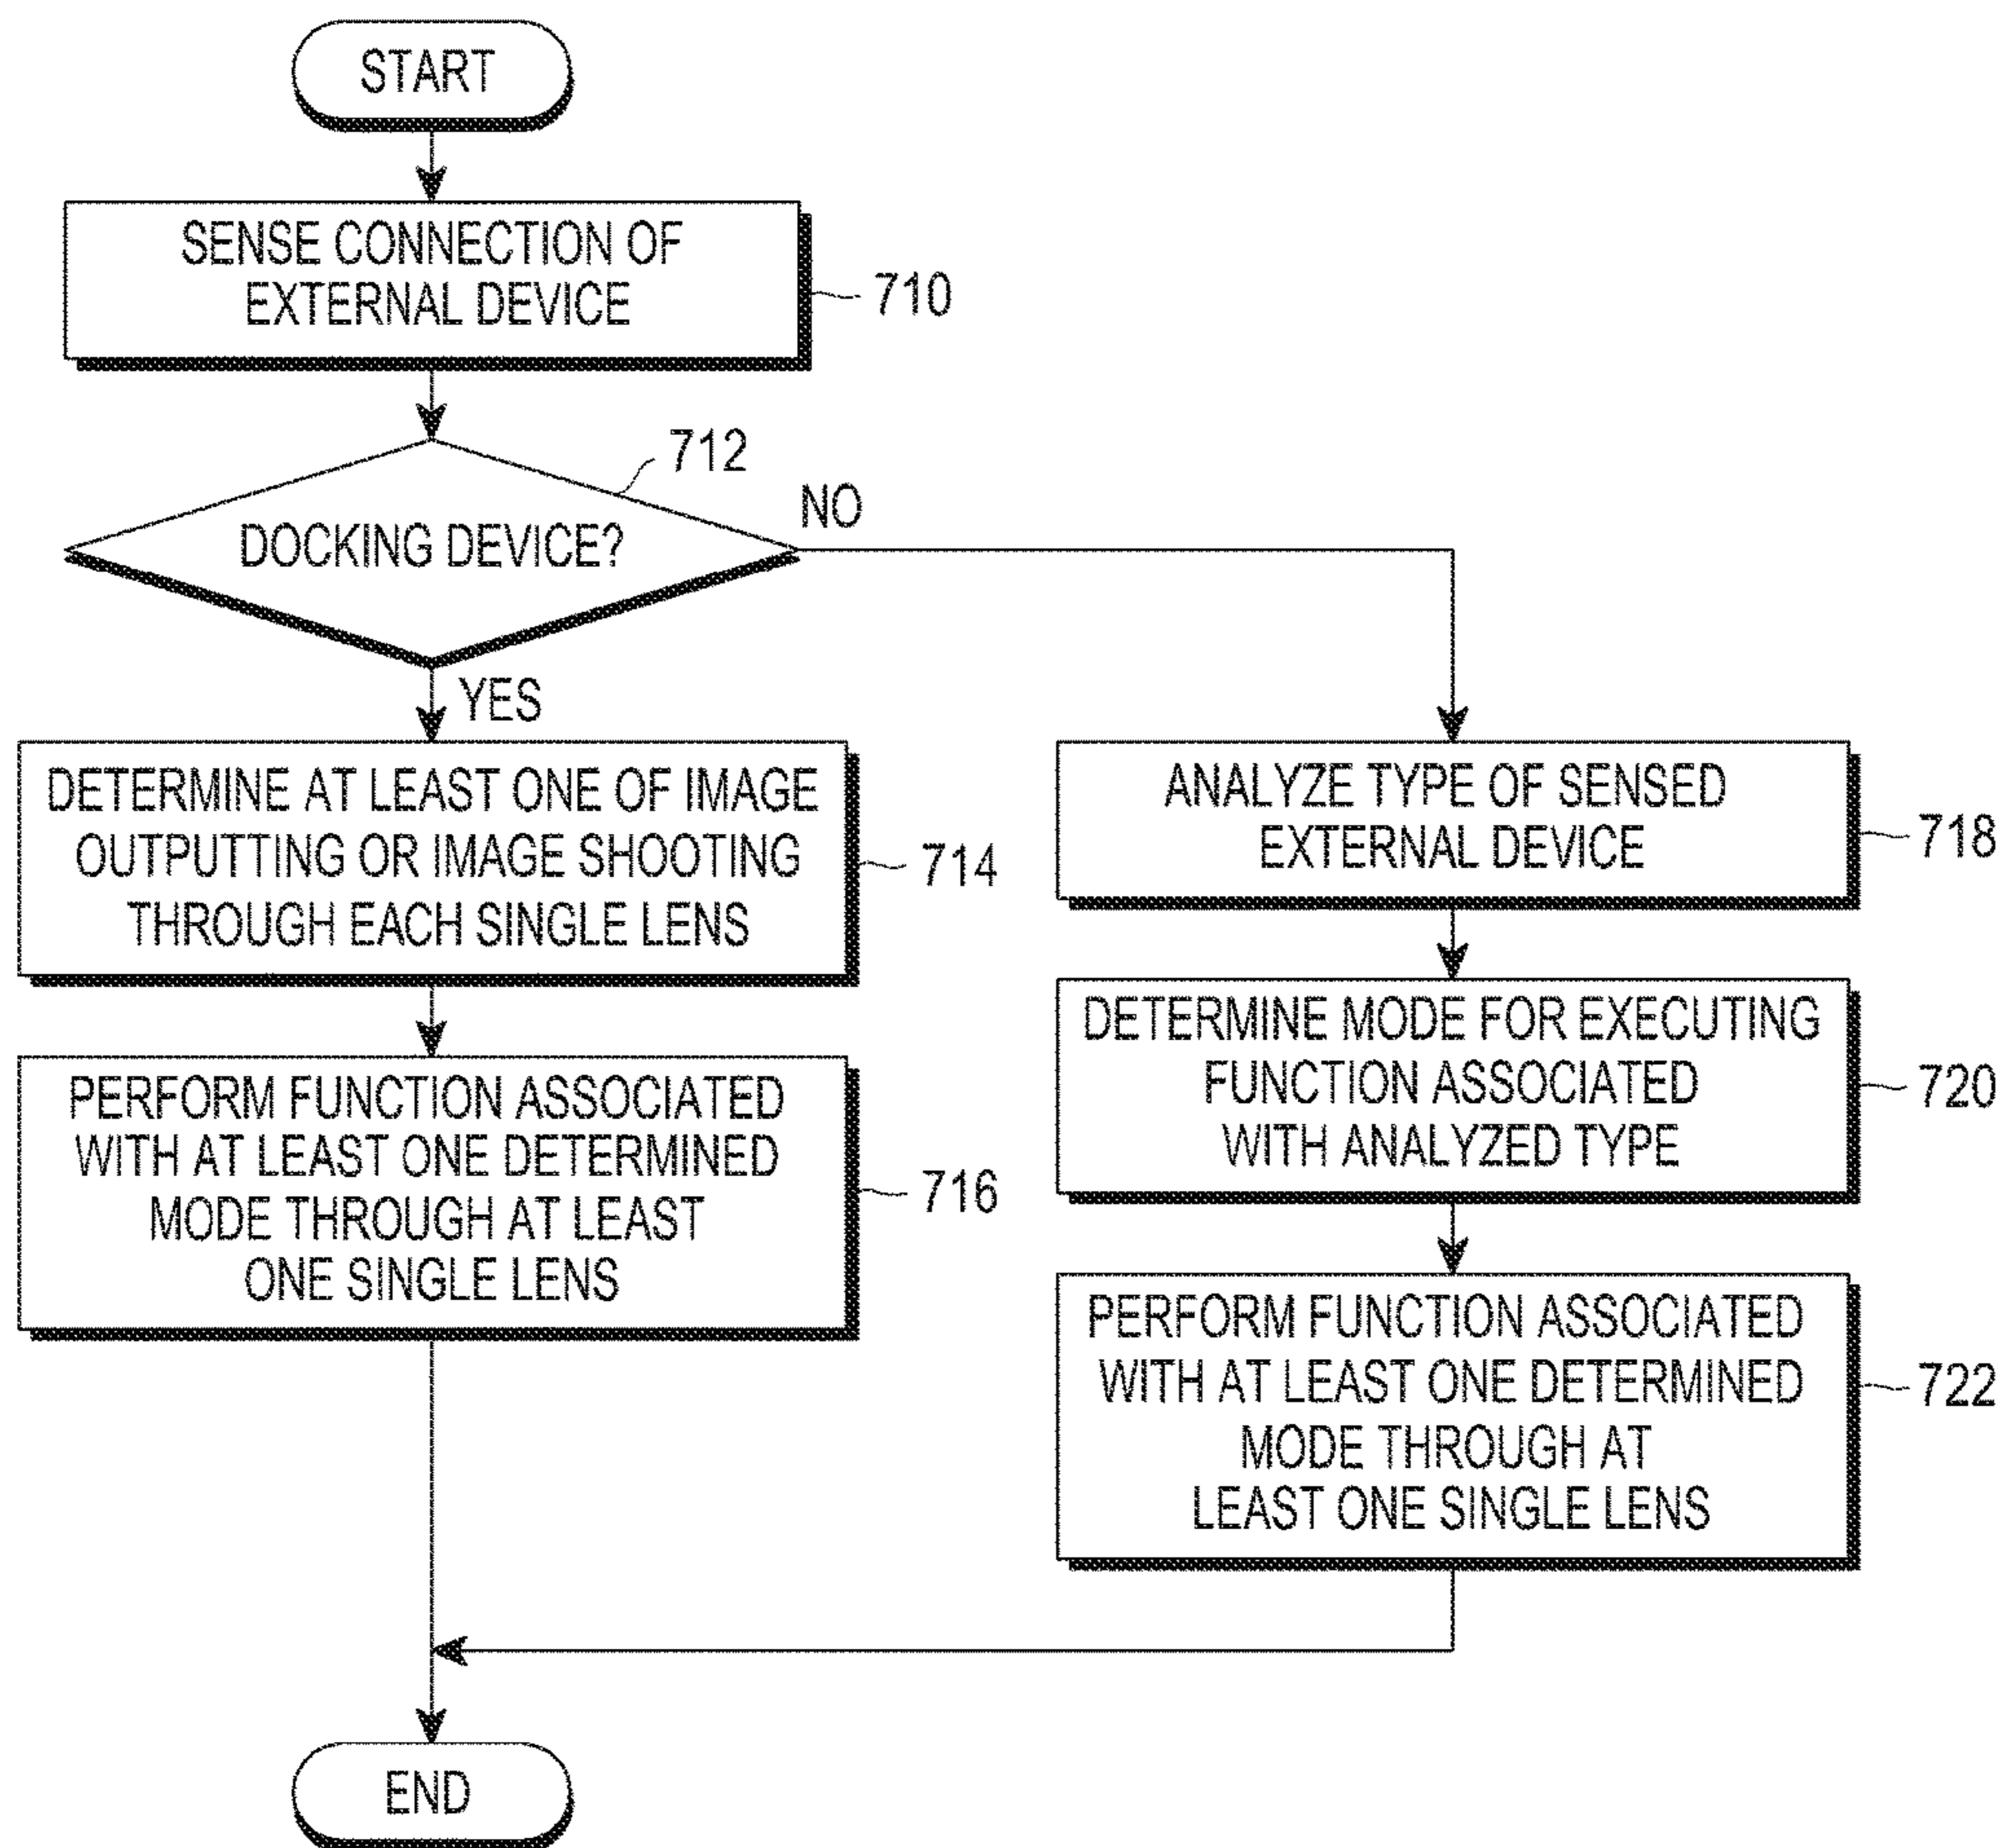 START
SENSE CONNECTION OF
EXTERNAL DEVICE
710
712
DOCKING DEVICE?
NO
YES
DETERMINE AT LEAST ONE OF IMAGE
OUTPUTTING OR IMAGE SHOOTING
THROUGH EACH SINGLE LENS
714
PERFORM FUNCTION ASSOCIATED
WITH AT LEAST ONE DETERMINED
MODE THROUGH AT LEAST
ONE SINGLE LENS
716
ANALYZE TYPE OF SENSED
EXTERNAL DEVICE
718
DETERMINE MODE FOR EXECUTING
FUNCTION ASSOCIATED
WITH ANALYZED TYPE
720
PERFORM FUNCTION ASSOCIATED
WITH AT LEAST ONE DETERMINED
MODE THROUGH AT
LEAST ONE SINGLE LENS
722
END